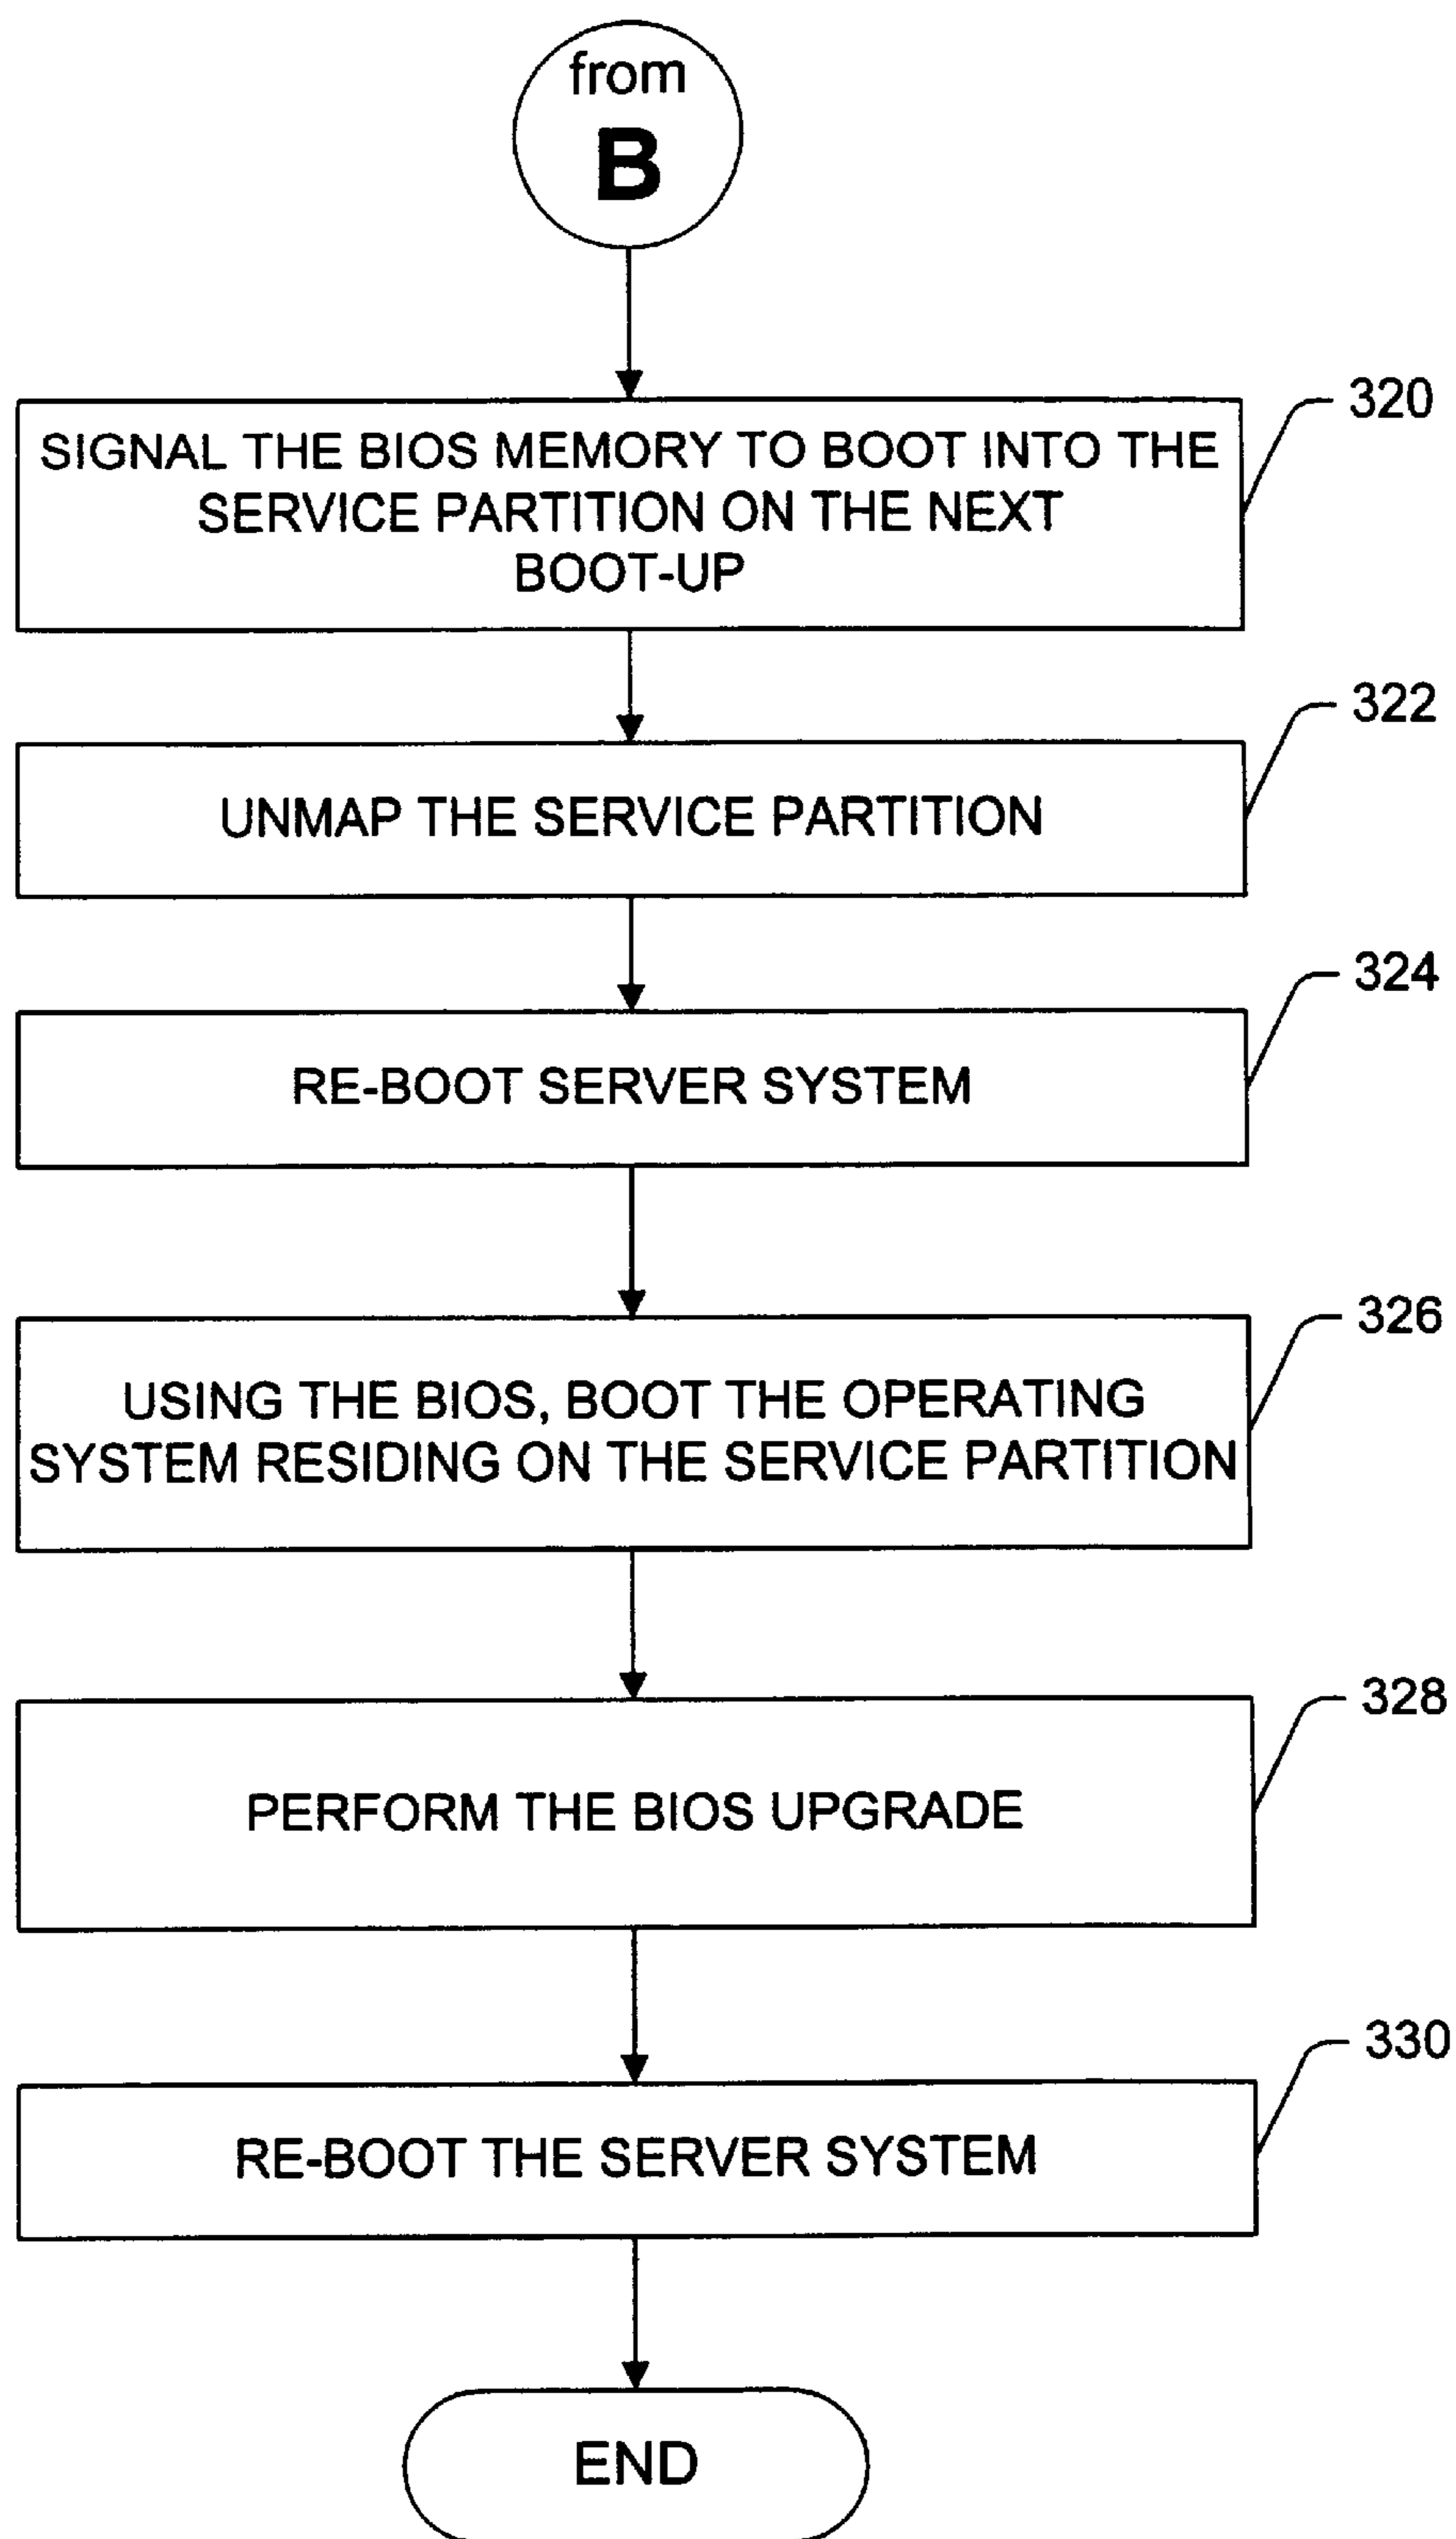 from
B
320
SIGNAL THE BIOS MEMORY TO BOOT INTO THE
SERVICE PARTITION ON THE NEXT
BOOT-UP
322
UNMAP THE SERVICE PARTITION
324
RE-BOOT SERVER SYSTEM
326
USING THE BIOS, BOOT THE OPERATING
SYSTEM RESIDING ON THE SERVICE PARTITION
328
PERFORM THE BIOS UPGRADE
330
RE-BOOT THE SERVER SYSTEM
END